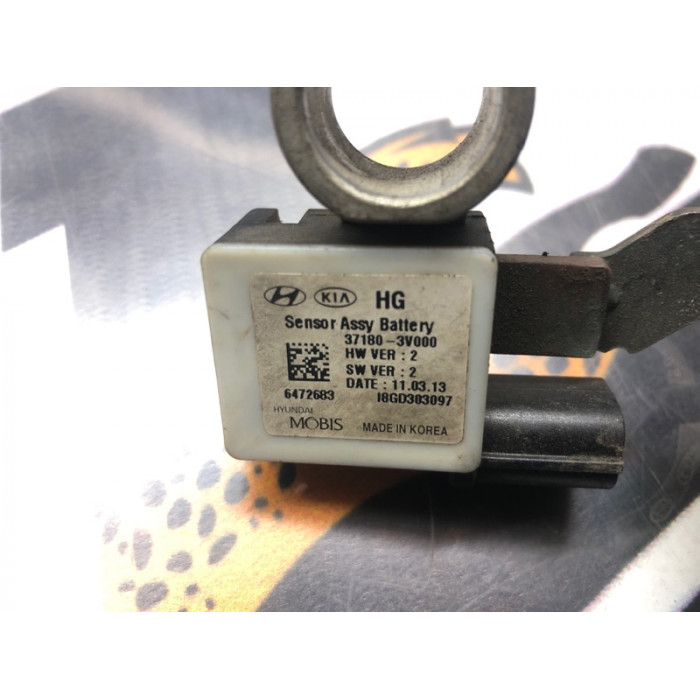 KIA HG
Sensor Assy Battery
37180-3V000
HW VER : 2
SW VER : 2
DATE : 11.03.13
6472683 I8GD303097
HYUNDAI
MOBIS MADE IN KOREA